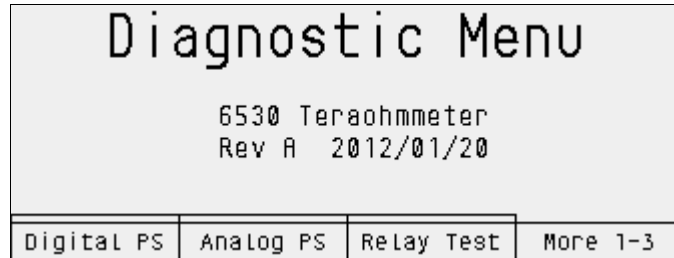 Diagnostic Menu
6530 Teraohmmeter
Rev A 2012/01/20
Digital PS Analog PS Relay Test More 1-3